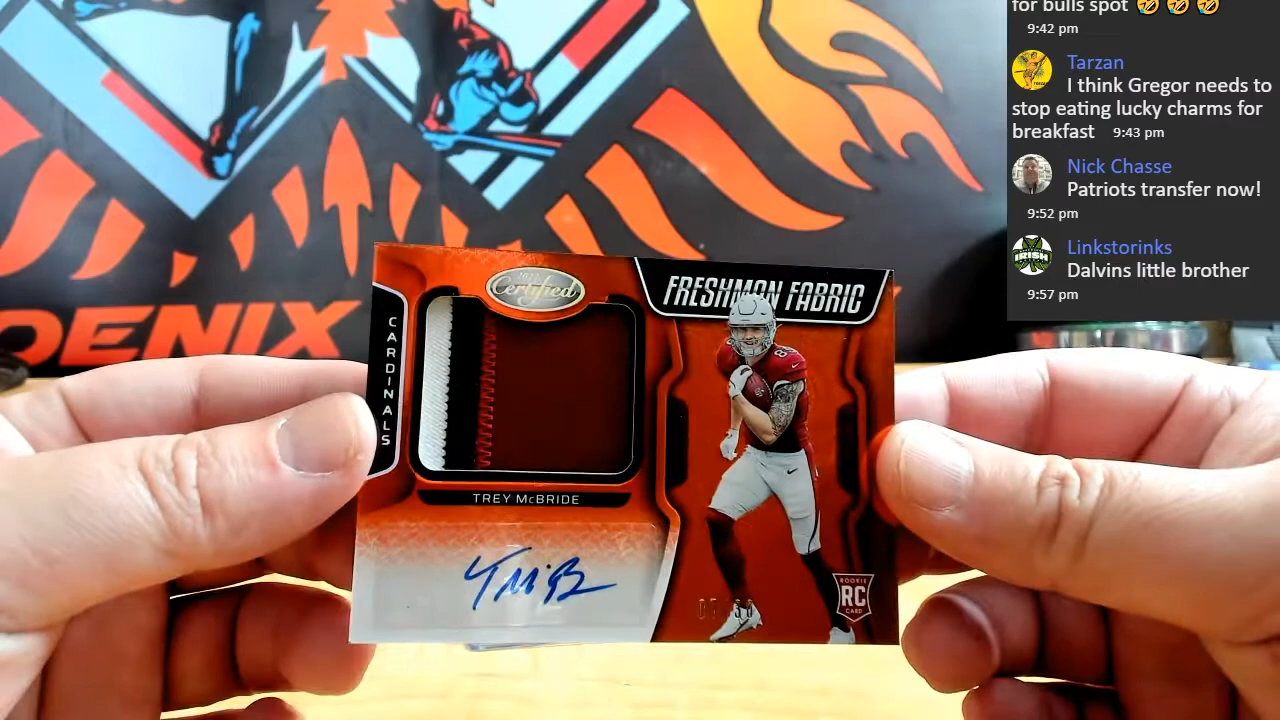 for bulls spot 🤣 🤣 🤣
9:42 pm
Tarzan
I think Gregor needs to
stop eating lucky charms for
breakfast 9:43 pm
Nick Chasse
Patriots transfer now!
9:52 pm
IRISH
Linkstorinks
Dalvins little brother
9:57 pm
OENIX
Certified
FRESHMAN FABRIC
CARDINALS
TREY McBRIDE
ROOKIE
RC
CARD